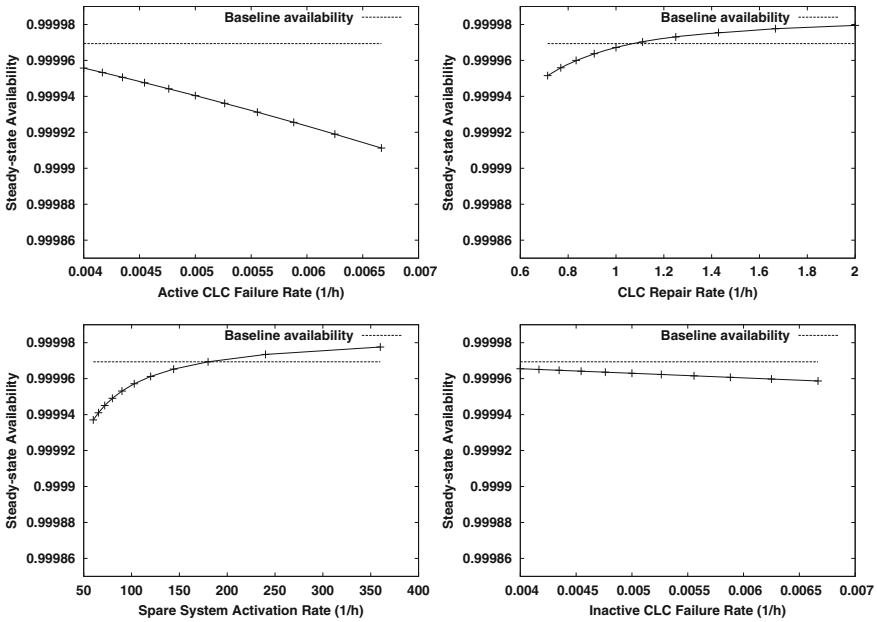 Baseline availability
0.99998
0.99996
0.99994
0.99992
0.9999
0.99988
0.99986
Steady-state Availability
0.004 0.0045 0.005 0.0055 0.006 0.0065 0.007
Active CLC Failure Rate (1/h)
Baseline availability
0.99998
0.99996
0.99994
0.99992
0.9999
0.99988
0.99986
Steady-state Availability
0.6 0.8 1 1.2 1.4 1.6 1.8 2
CLC Repair Rate (1/h)
Baseline availability
0.99998
0.99996
0.99994
0.99992
0.9999
0.99988
0.99986
Steady-state Availability
50 100 150 200 250 300 350 400
Spare System Activation Rate (1/h)
Baseline availability
0.99998
0.99996
0.99994
0.99992
0.9999
0.99988
0.99986
Steady-state Availability
0.004 0.0045 0.005 0.0055 0.006 0.0065 0.007
Inactive CLC Failure Rate (1/h)